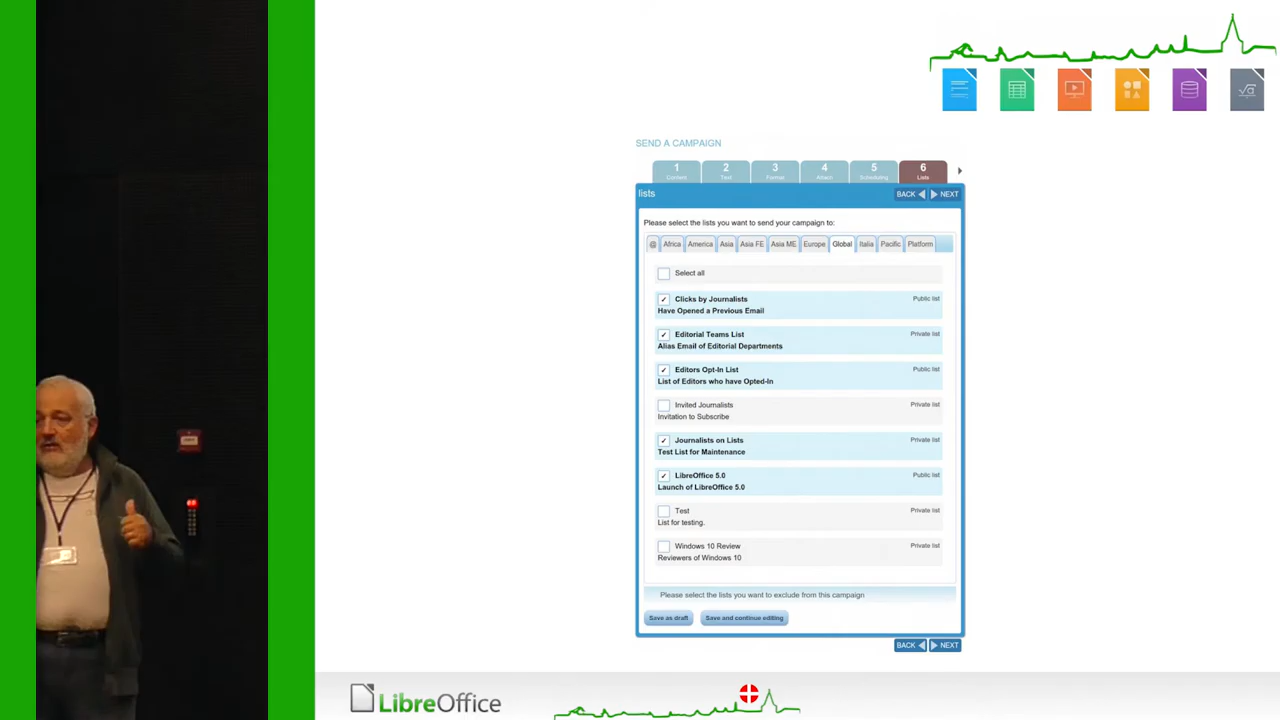 SEND A CAMPAIGN
1 2 3 4 5 6
Content Text Format Attach Scheduling Lists
lists BACK NEXT
Please select the lists you want to send your campaign to:
@ Africa America Asia Asia FE Asia ME Europe Global Italia Pacific Platform
Select all
Clicks by Journalists Public list
Have Opened a Previous Email
Editorial Teams List Private list
Alias Email of Editorial Departments
Editors Opt-In List Public list
List of Editors who have Opted-In
Invited Journalists Private list
Invitation to Subscribe
Journalists on Lists Private list
Test List for Maintenance
LibreOffice 5.0 Public list
Launch of LibreOffice 5.0
Test Private list
List for testing.
Windows 10 Review Private list
Reviewers of Windows 10
Please select the lists you want to exclude from this campaign
Save as draft Save and continue editing
BACK NEXT
LibreOffice